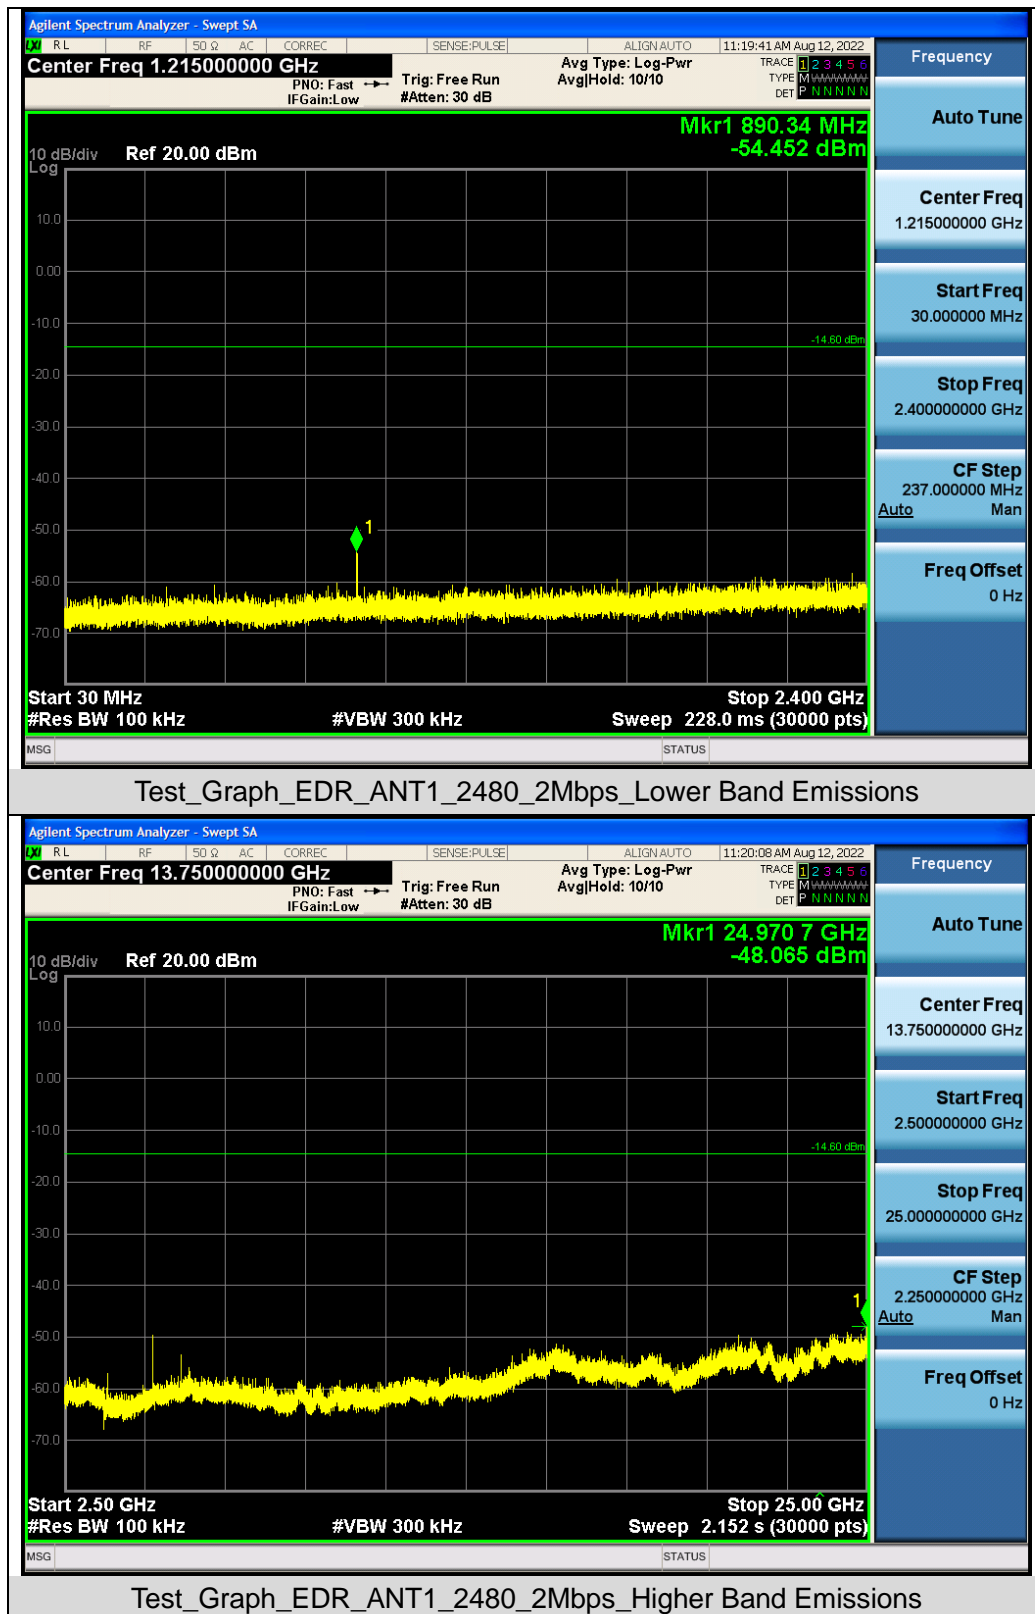 Agilent Spectrum Analyzer - Swept SA
LXI RL RF 50 Ω AC CORREC SENSE:PULSE ALIGN AUTO 11:19:41 AM Aug 12, 2022
Center Freq 1.215000000 GHz
PNO: Fast
IFGain:Low
Trig: Free Run
#Atten: 30 dB
Avg Type: Log-Pwr
Avg|Hold: 10/10
TRACE 1 2 3 4 5 6
TYPE M WWWWW
DET P N N N N N
Mkr1 890.34 MHz
-54.452 dBm
10 dB/div Ref 20.00 dBm
Log
10.0
0.00
-10.0
-14.60 dBm
-20.0
-30.0
-40.0
-50.0
1
-60.0
-70.0
Start 30 MHz Stop 2.400 GHz
#Res BW 100 kHz #VBW 300 kHz Sweep 228.0 ms (30000 pts)
MSG STATUS
Frequency
Auto Tune
Center Freq
1.215000000 GHz
Start Freq
30.000000 MHz
Stop Freq
2.400000000 GHz
CF Step
237.000000 MHz
Auto Man
Freq Offset
0 Hz
Test_Graph_EDR_ANT1_2480_2Mbps_Lower Band Emissions
Agilent Spectrum Analyzer - Swept SA
LXI RL RF 50 Ω AC CORREC SENSE:PULSE ALIGN AUTO 11:20:08 AM Aug 12, 2022
Center Freq 13.750000000 GHz
PNO: Fast
IFGain:Low
Trig: Free Run
#Atten: 30 dB
Avg Type: Log-Pwr
Avg|Hold: 10/10
TRACE 1 2 3 4 5 6
TYPE M WWWWW
DET P N N N N N
Mkr1 24.970 7 GHz
-48.065 dBm
10 dB/div Ref 20.00 dBm
Log
10.0
0.00
-10.0
-14.60 dBm
-20.0
-30.0
-40.0
1
-50.0
-60.0
-70.0
Start 2.50 GHz Stop 25.00 GHz
#Res BW 100 kHz #VBW 300 kHz Sweep 2.152 s (30000 pts)
MSG STATUS
Frequency
Auto Tune
Center Freq
13.750000000 GHz
Start Freq
2.500000000 GHz
Stop Freq
25.000000000 GHz
CF Step
2.250000000 GHz
Auto Man
Freq Offset
0 Hz
Test_Graph_EDR_ANT1_2480_2Mbps_Higher Band Emissions